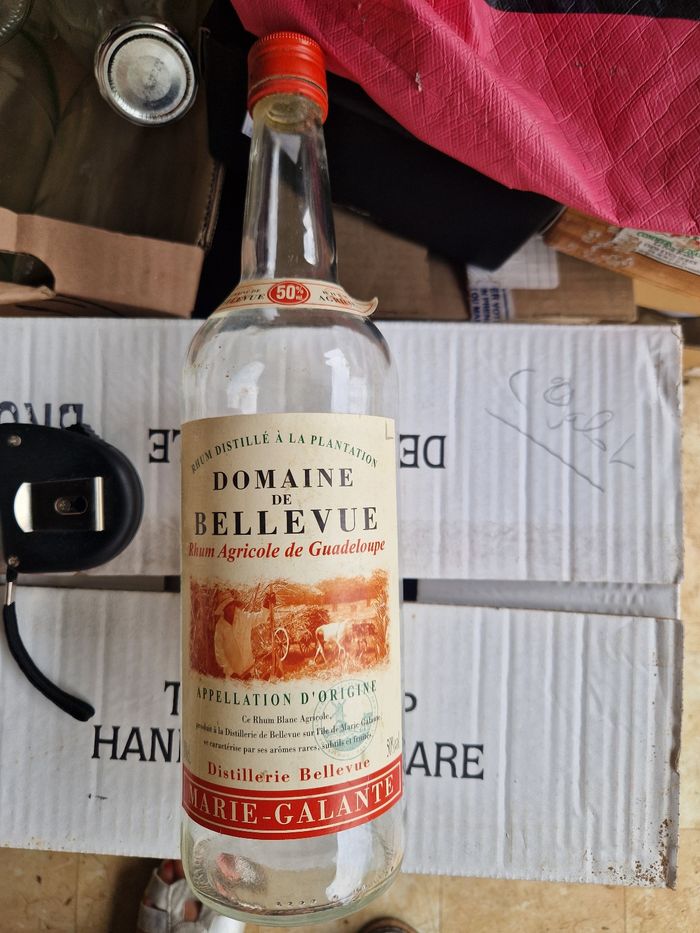 BELLEVUE
50%
RHUM DISTILLÉ À LA PLANTATION
DOMAINE
DE
BELLEVUE
Rhum Agricole de Guadeloupe
APPELLATION D'ORIGINE
Ce Rhum Blanc Agricole,
produit à la Distillerie de Bellevue sur l'île de Marie Galante,
se caractérise par ses arômes rares, subtils et fruités.
Distillerie Bellevue
MARIE-GALANTE